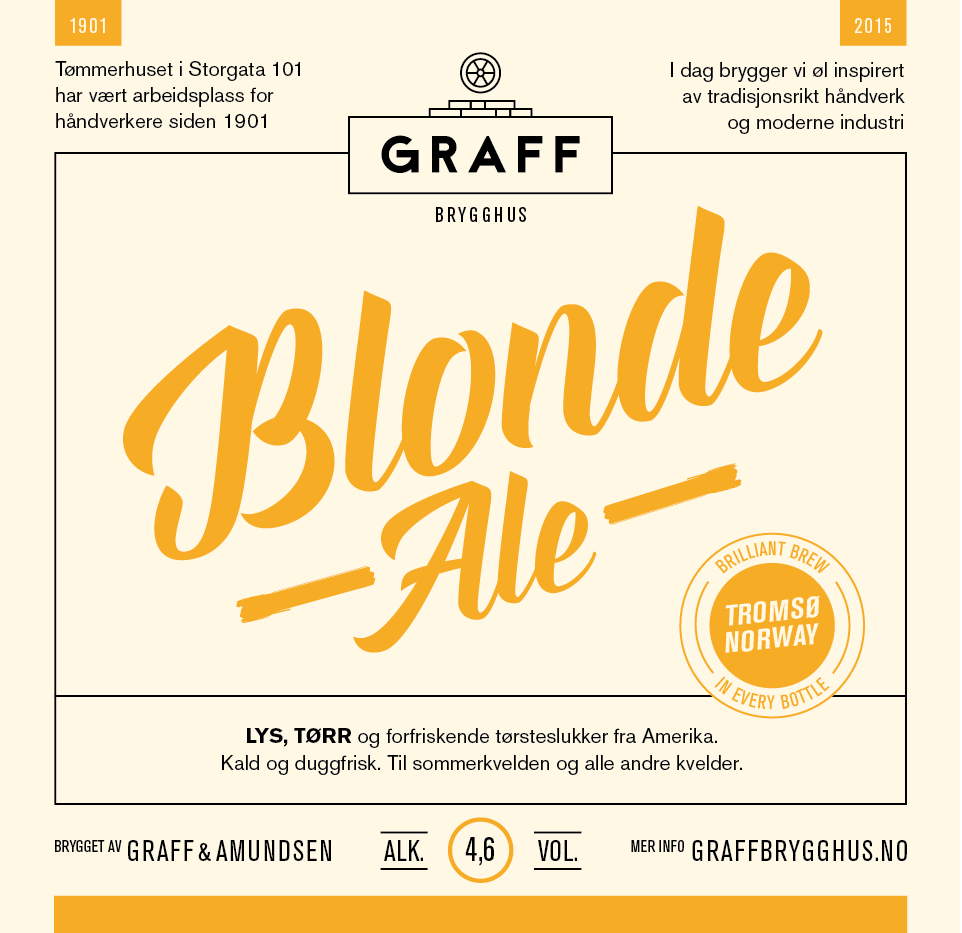 1901
2015
Tømmerhuset i Storgata 101
har vært arbeidsplass for
håndverkere siden 1901
I dag brygger vi øl inspirert
av tradisjonsrikt håndverk
og moderne industri
GRAFF
BRYGGHUS
Blonde
Ale
BRILLIANT BREW
TROMSØ
NORWAY
IN EVERY BOTTLE
LYS, TØRR og forfriskende tørsteslukker fra Amerika.
Kald og duggfrisk. Til sommerkvelden og alle andre kvelder.
BRYGGET AV GRAFF & AMUNDSEN
ALK. 4,6 VOL.
MER INFO GRAFFBRYGGHUS.NO